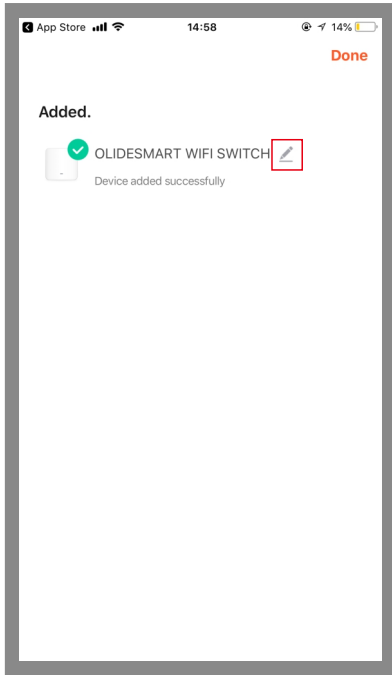 App Store 14:58 14%
Done
Added.
OLIDESMART WIFI SWITCH
Device added successfully